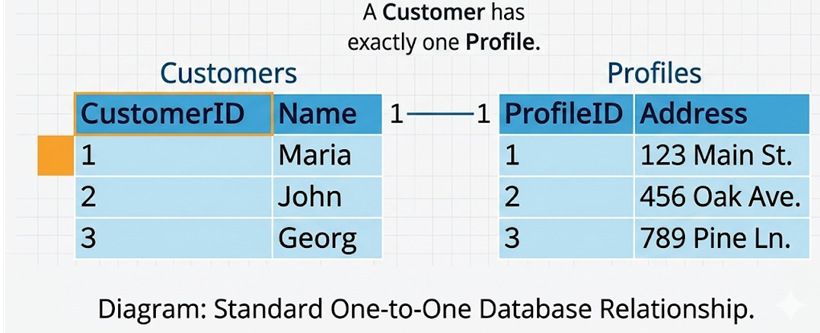 A Customer has
exactly one Profile.
Customers
Profiles
CustomerID Name 1 1 ProfileID Address
1 Maria 1 123 Main St.
2 John 2 456 Oak Ave.
3 Georg 3 789 Pine Ln.
Diagram: Standard One-to-One Database Relationship.